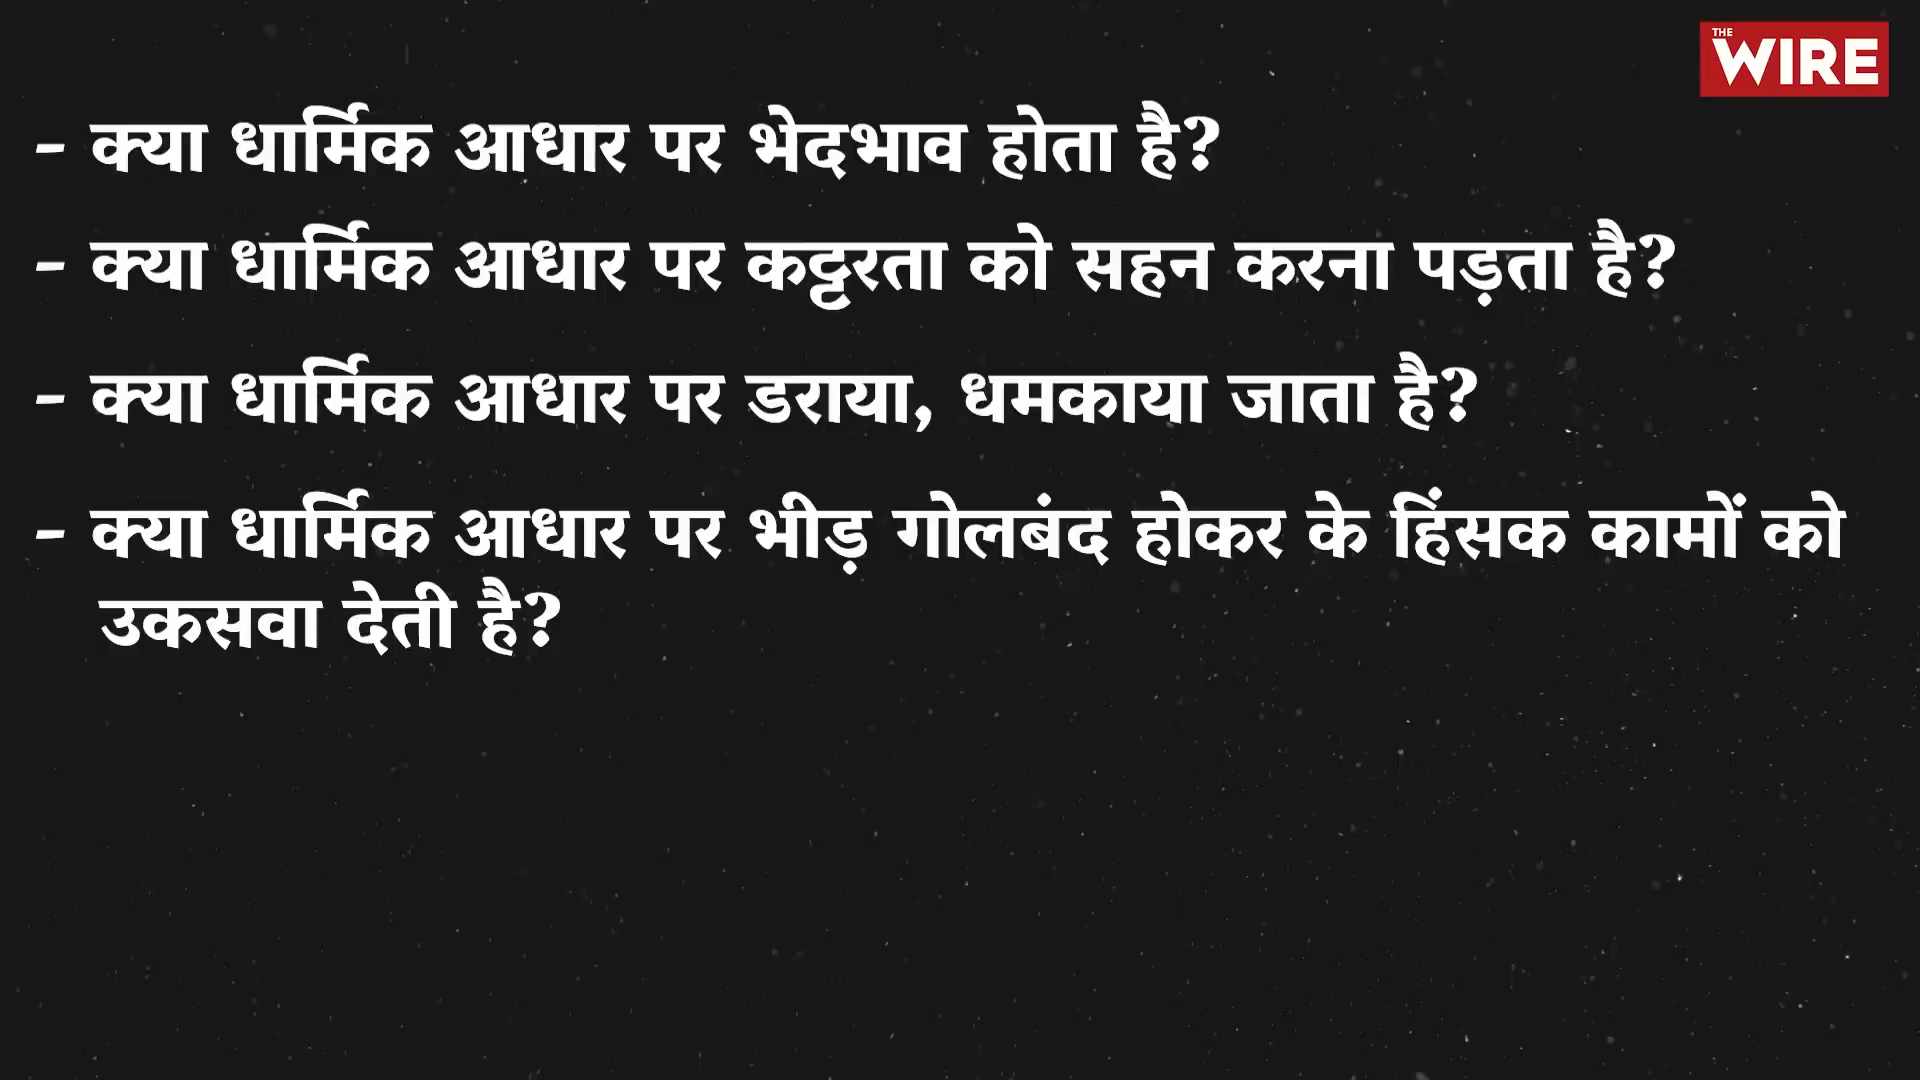 THE
WIRE
- क्या धार्मिक आधार पर भेदभाव होता है?
- क्या धार्मिक आधार पर कट्टरता को सहन करना पड़ता है?
- क्या धार्मिक आधार पर डराया, धमकाया जाता है?
- क्या धार्मिक आधार पर भीड़ गोलबंद होकर के हिंसक कामों को
उकसवा देती है?